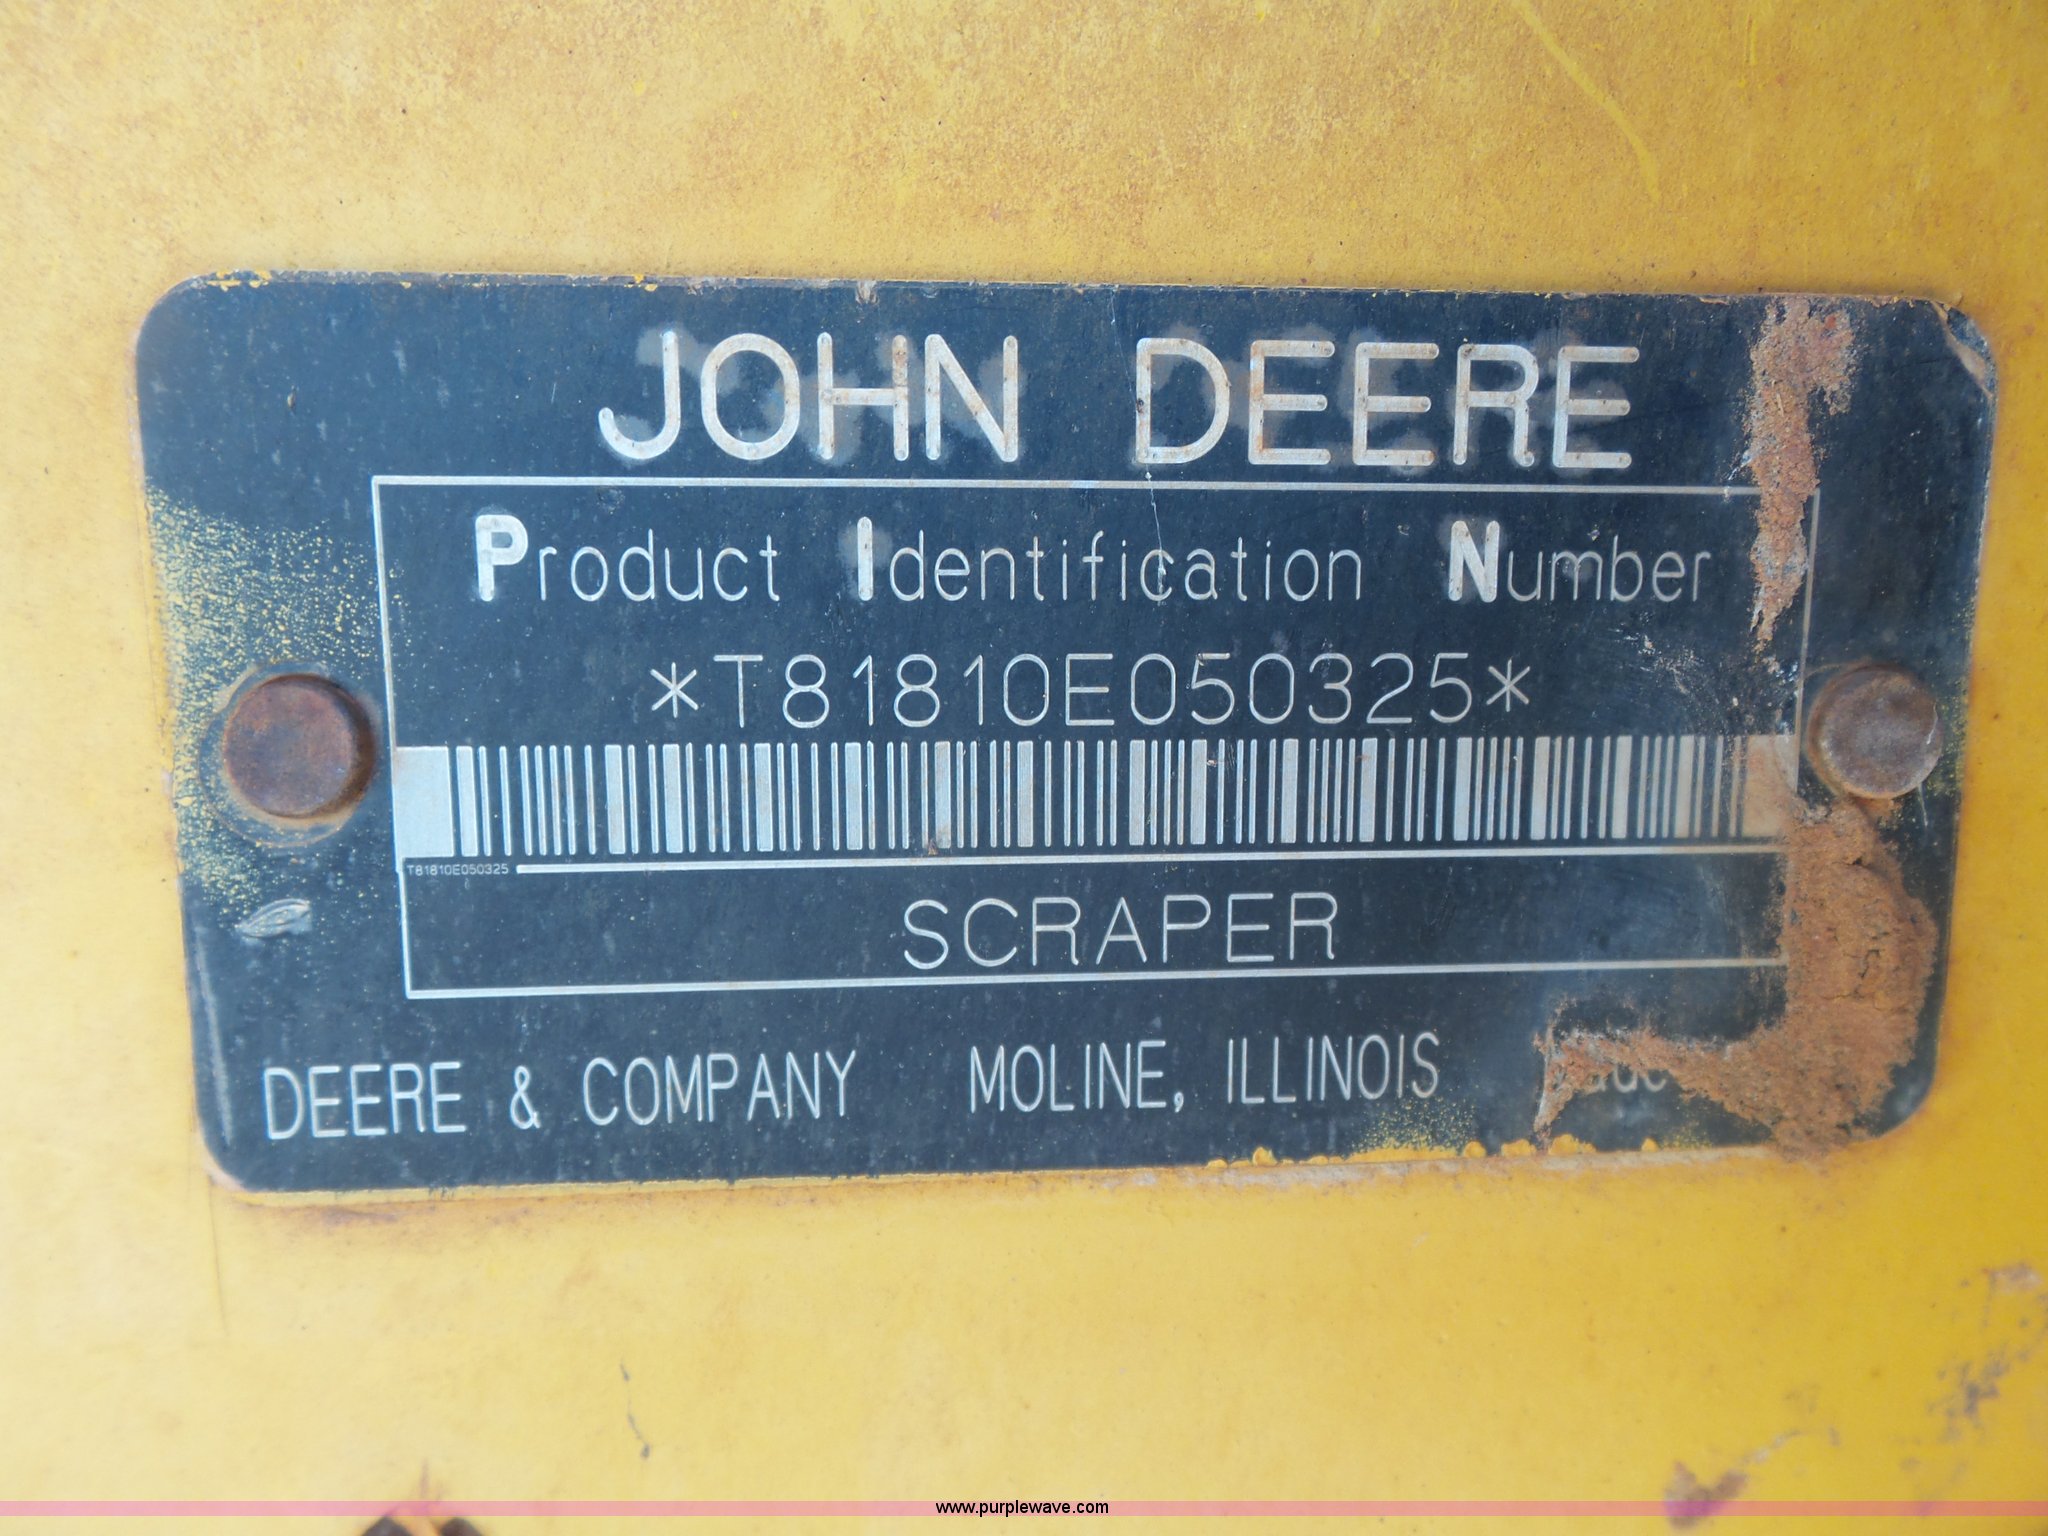 JOHN DEERE
Product Identification Number
*T81810E050325*
T81810E050325
SCRAPER
DEERE & COMPANY MOLINE, ILLINOIS
www.purplewave.com